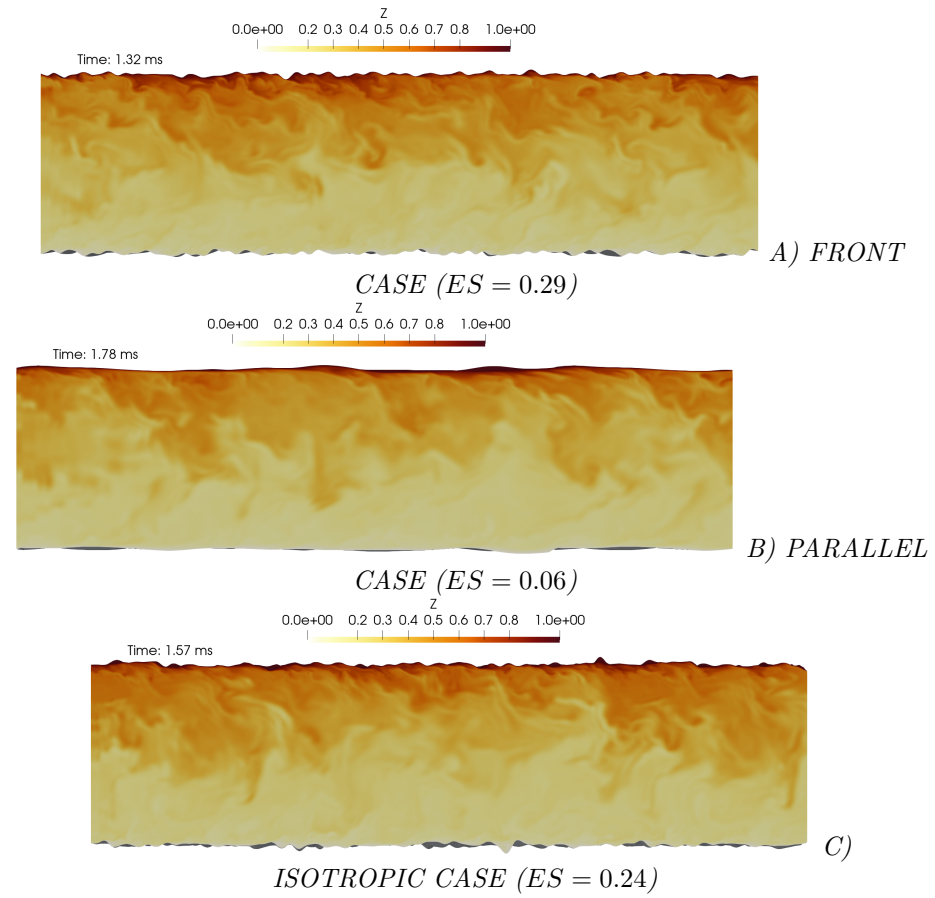 Z
0.0e+00 0.2 0.3 0.4 0.5 0.6 0.7 0.8 1.0e+00
Time: 1.32 ms
A) FRONT
CASE (ES = 0.29)
Z
0.0e+00 0.2 0.3 0.4 0.5 0.6 0.7 0.8 1.0e+00
Time: 1.78 ms
B) PARALLEL
CASE (ES = 0.06)
Z
0.0e+00 0.2 0.3 0.4 0.5 0.6 0.7 0.8 1.0e+00
Time: 1.57 ms
C)
ISOTROPIC CASE (ES = 0.24)